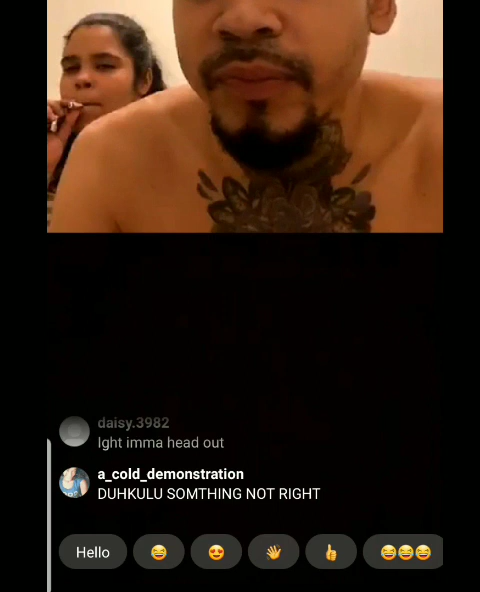 daisy.3982
Ight imma head out
a_cold_demonstration
DUHKULU SOMTHING NOT RIGHT
Hello